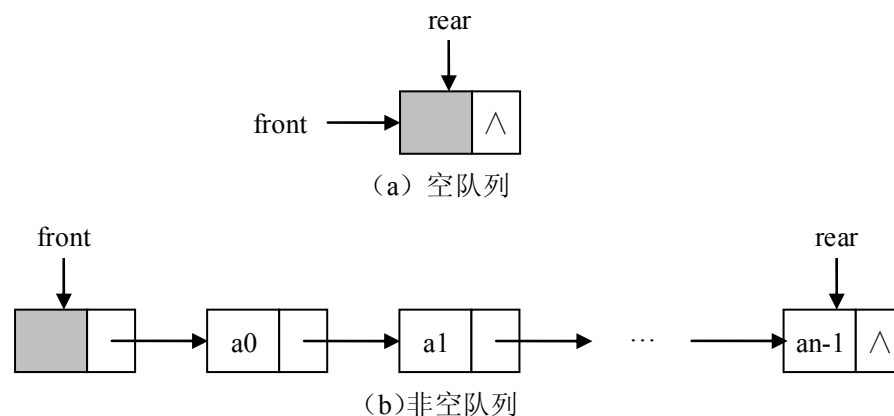 rear
front
∧
（a）空队列
front
rear
a0
a1
…
an-1
∧
（b）非空队列